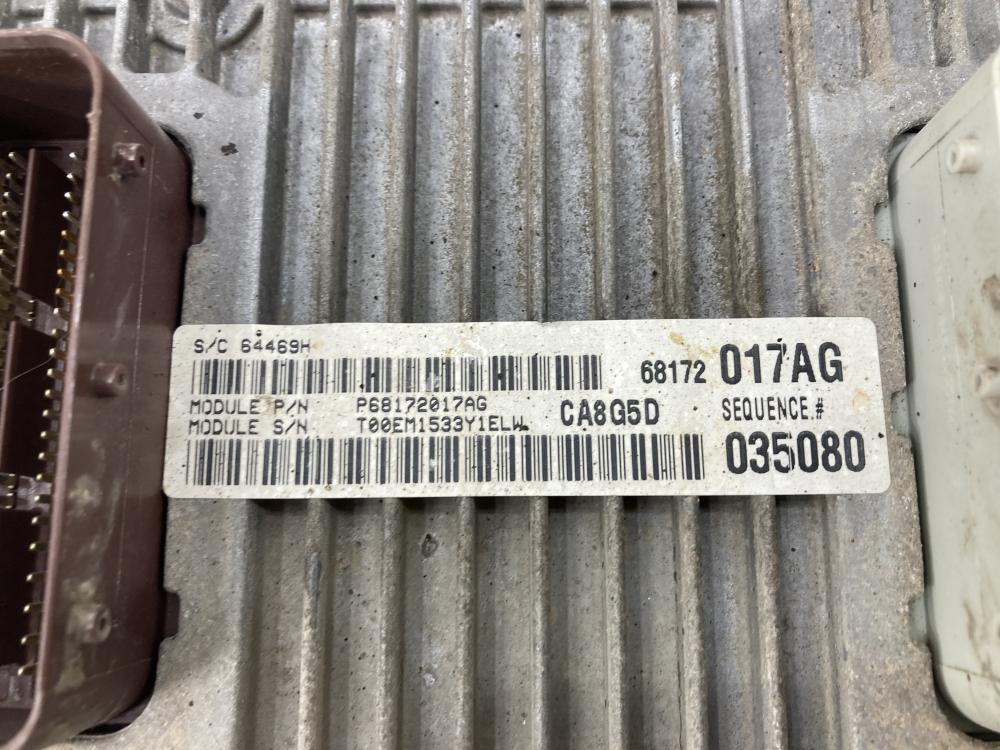 S/C 64469H
68172 017AG
MODULE P/N P68172017AG
MODULE S/N T00EM1533Y1ELW
CA8G5D
SEQUENCE.#
035080